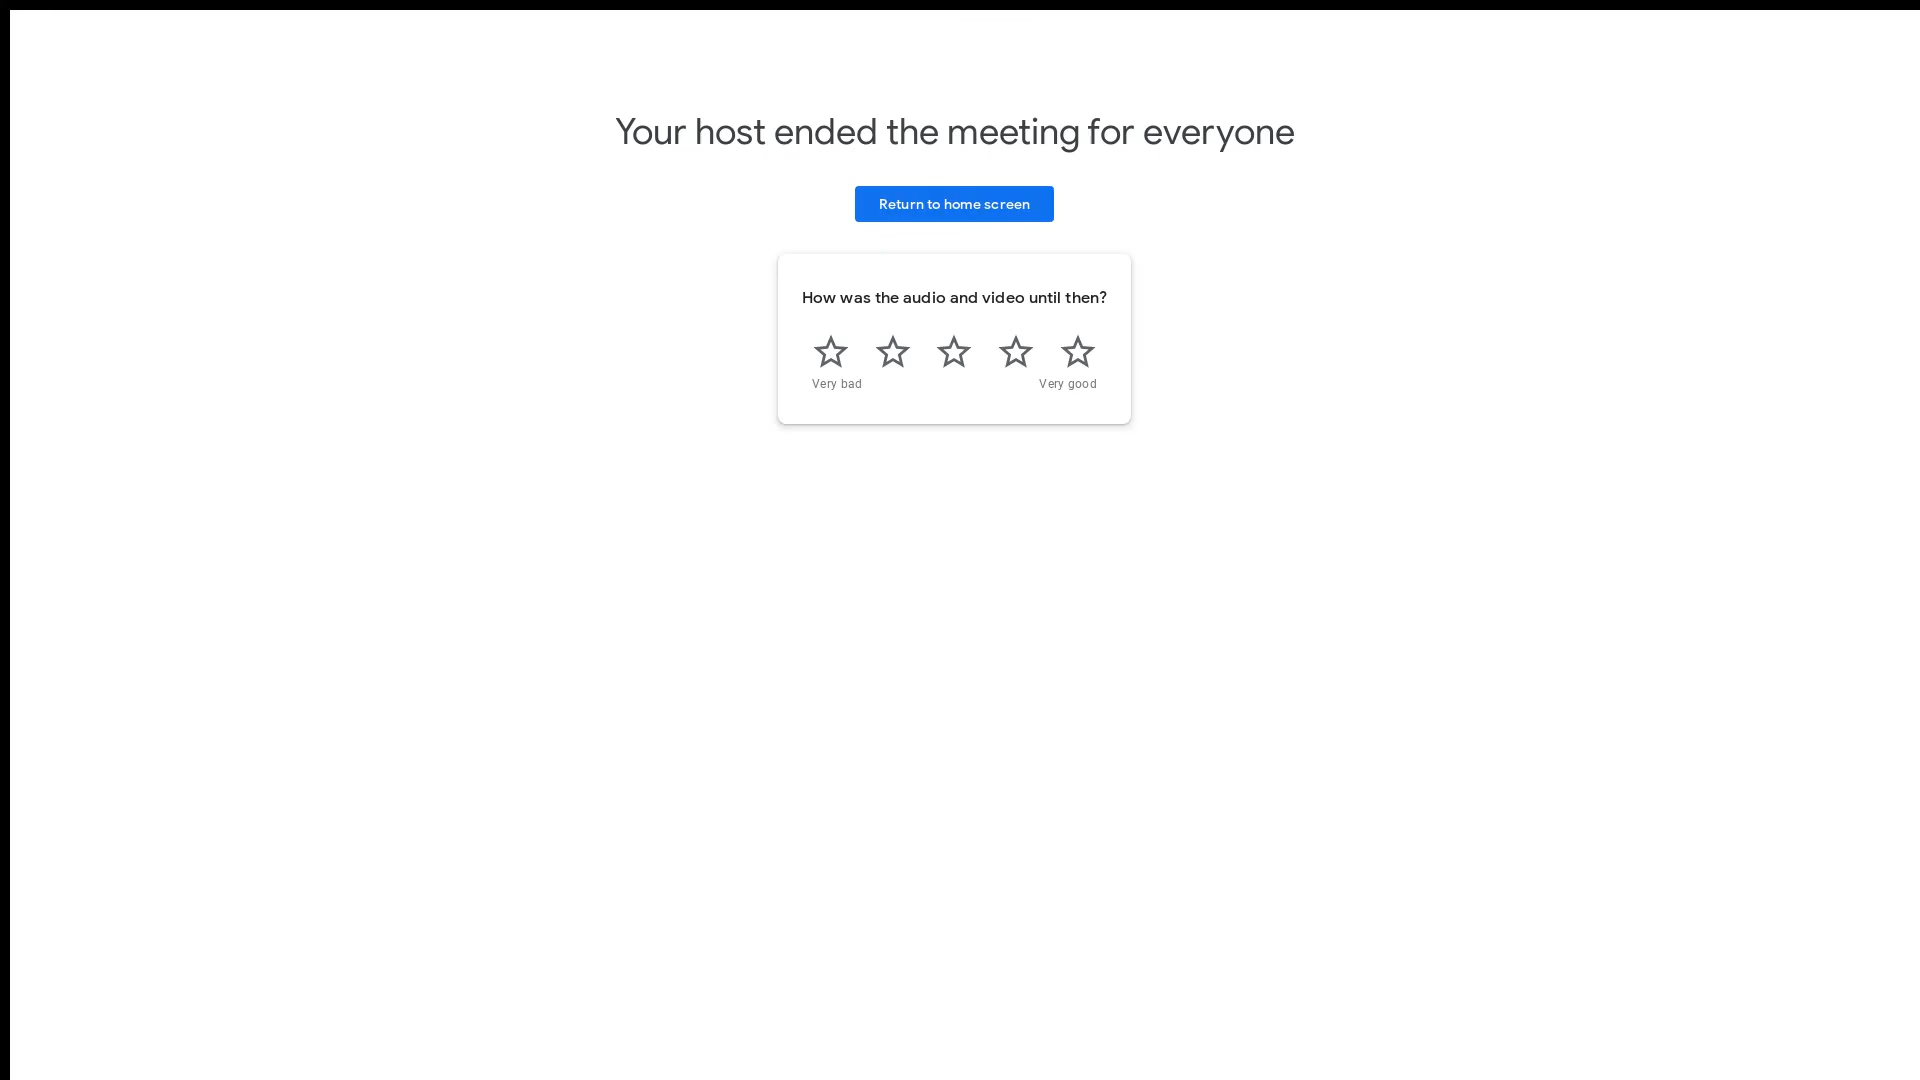 Your host ended the meeting for everyone
Return to home screen
How was the audio and video until then?
Very bad
Very good